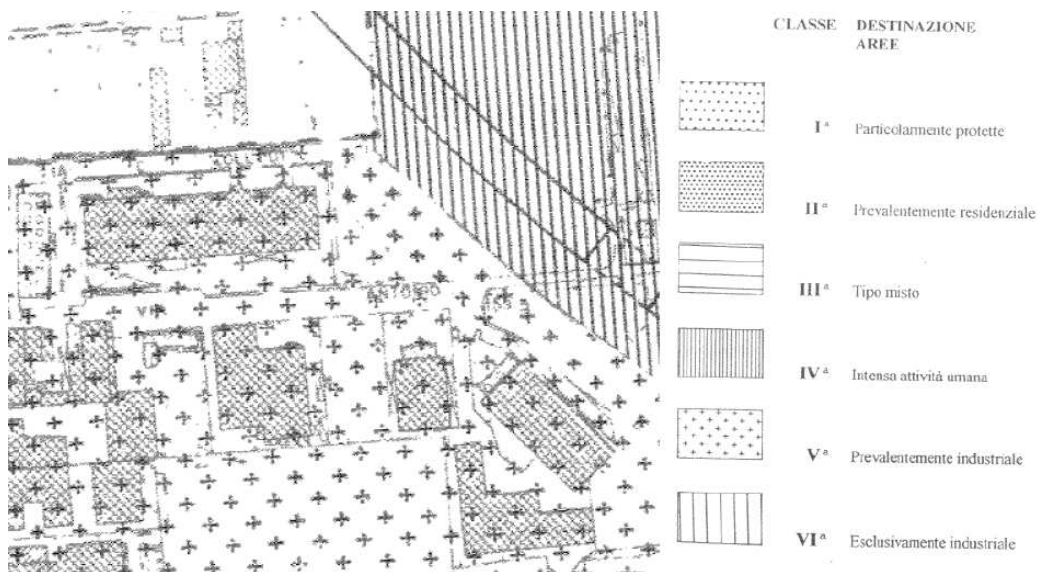 CLASSE DESTINAZIONE
AREE
Iª Particolarmente protette
IIª Prevalentemente residenziale
IIIª Tipo misto
IVª Intensa attività umana
Vª Prevalentemente industriale
VIª Esclusivamente industriale